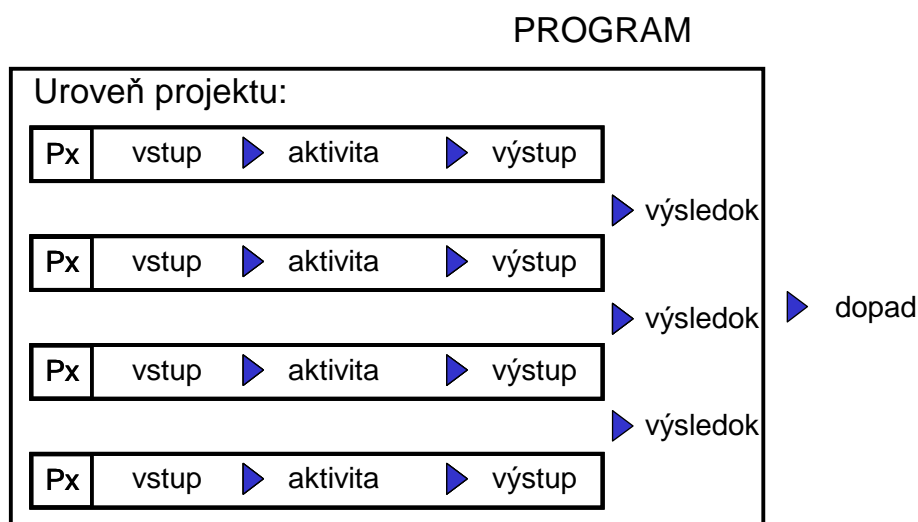 PROGRAM
Uroveň projektu:
Px vstup aktivita výstup
výsledok
Px vstup aktivita výstup
výsledok dopad
Px vstup aktivita výstup
výsledok
Px vstup aktivita výstup